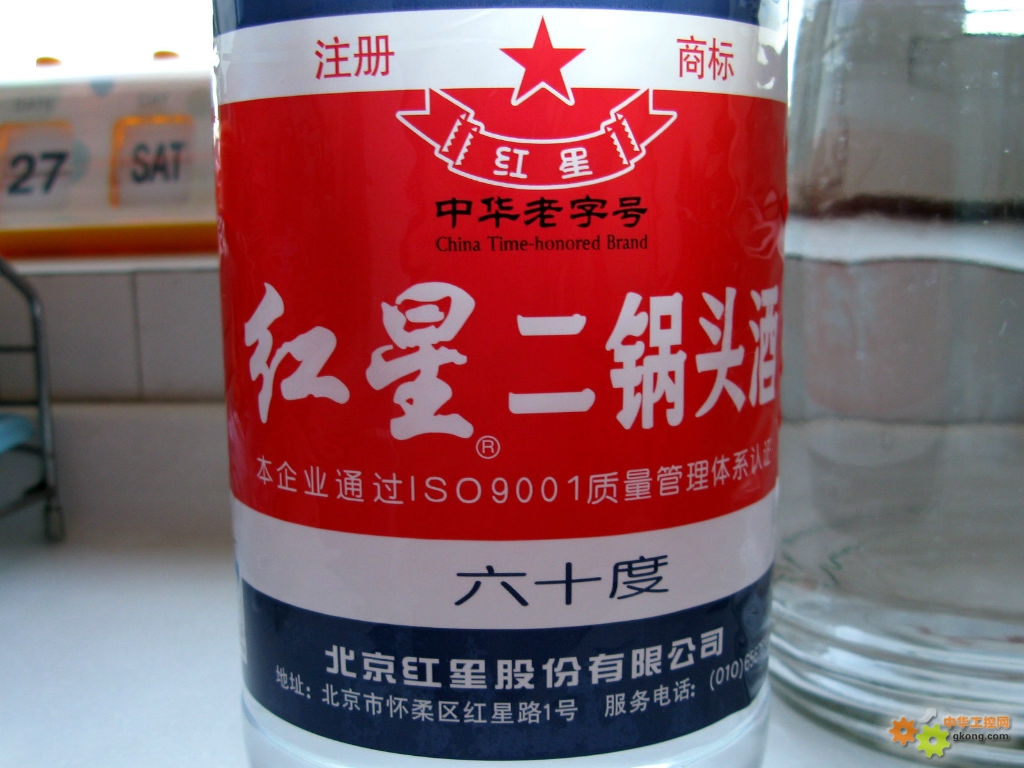 注册 商标
红星
中华老字号
China Time-honored Brand
红星二锅头酒
®
本企业通过ISO9001质量管理体系认证
六十度
北京红星股份有限公司
地址：北京市怀柔区红星路1号 服务电话：(010)
27 SAT
中华工控网
gkong.com